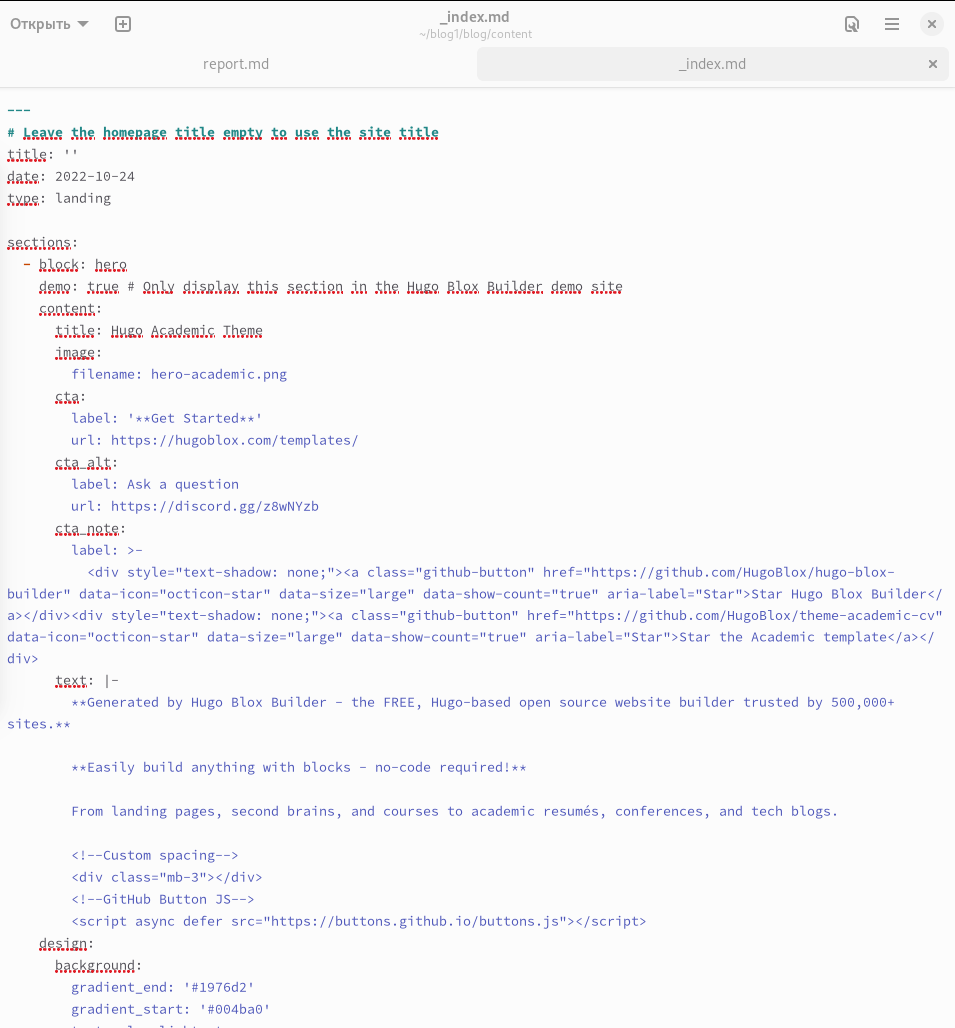 Открыть
_index.md
~/blog1/blog/content
report.md
_index.md
---
# Leave the homepage title empty to use the site title
title: ''
date: 2022-10-24
type: landing
sections:
- block: hero
demo: true # Only display this section in the Hugo Blox Builder demo site
content:
title: Hugo Academic Theme
image:
filename: hero-academic.png
cta:
label: '**Get Started**'
url: https://hugoblox.com/templates/
cta_alt:
label: Ask a question
url: https://discord.gg/z8wNYzb
cta_note:
label: >-
<div style="text-shadow: none;"><a class="github-button" href="https://github.com/HugoBlox/hugo-blox-
builder" data-icon="octicon-star" data-size="large" data-show-count="true" aria-label="Star">Star Hugo Blox Builder</
a></div><div style="text-shadow: none;"><a class="github-button" href="https://github.com/HugoBlox/theme-academic-cv"
data-icon="octicon-star" data-size="large" data-show-count="true" aria-label="Star">Star the Academic template</a></
div>
text: |-
**Generated by Hugo Blox Builder - the FREE, Hugo-based open source website builder trusted by 500,000+
sites.**
**Easily build anything with blocks - no-code required!**
From landing pages, second brains, and courses to academic resumés, conferences, and tech blogs.
<!--Custom spacing-->
<div class="mb-3"></div>
<!--GitHub Button JS-->
<script async defer src="https://buttons.github.io/buttons.js"></script>
design:
background:
gradient_end: '#1976d2'
gradient_start: '#004ba0'